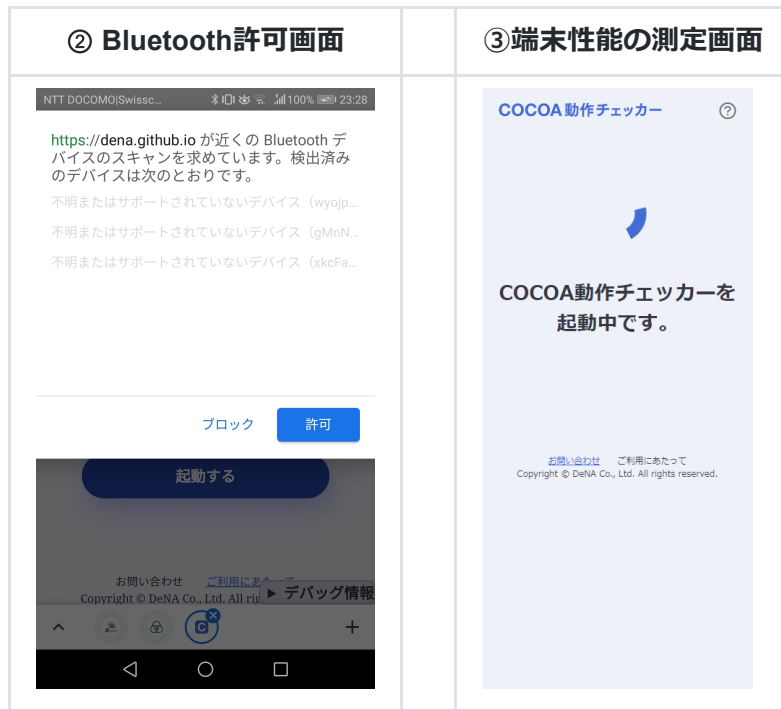 ② Bluetooth許可画面
NTT DOCOMO|Swissc... 100% 23:28
https://dena.github.io が近くの Bluetooth デ
バイスのスキャンを求めています。検出済み
のデバイスは次のとおりです。
不明またはサポートされていないデバイス（wyojp...
不明またはサポートされていないデバイス（gMnN...
不明またはサポートされていないデバイス（xkcFa...
ブロック 許可
起動する
お問い合わせ ご利用にあたって
Copyright © DeNA Co., Ltd. All rig
▶ デバッグ情報
C
③端末性能の測定画面
COCOA動作チェッカー ?
COCOA動作チェッカーを
起動中です。
お問い合わせ ご利用にあたって
Copyright © DeNA Co., Ltd. All rights reserved.